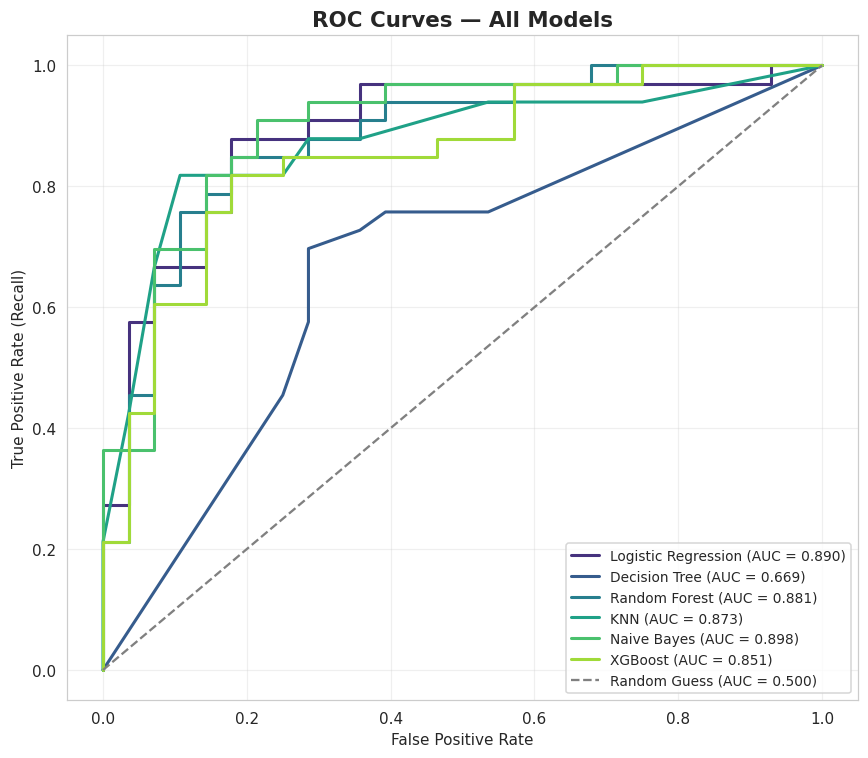 ROC Curves — All Models
True Positive Rate (Recall)
1.0
0.8
0.6
0.4
0.2
0.0
0.0 0.2 0.4 0.6 0.8 1.0
False Positive Rate
Logistic Regression (AUC = 0.890)
Decision Tree (AUC = 0.669)
Random Forest (AUC = 0.881)
KNN (AUC = 0.873)
Naive Bayes (AUC = 0.898)
XGBoost (AUC = 0.851)
Random Guess (AUC = 0.500)